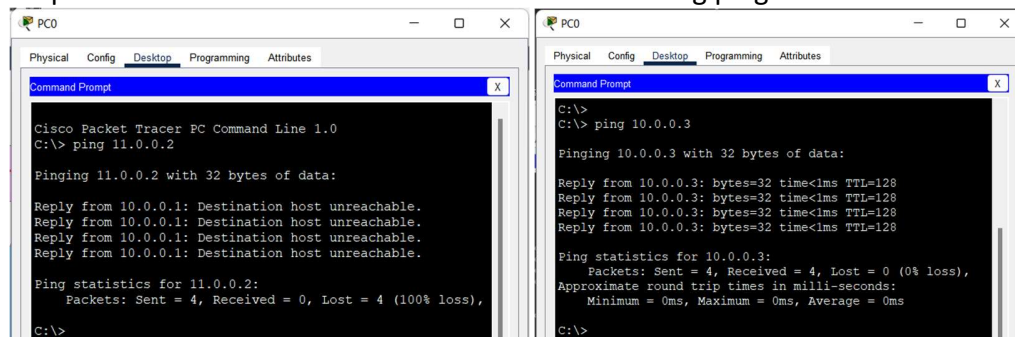 PC0
Physical Config Desktop Programming Attributes
Command Prompt X
Cisco Packet Tracer PC Command Line 1.0
C:\> ping 11.0.0.2
Pinging 11.0.0.2 with 32 bytes of data:
Reply from 10.0.0.1: Destination host unreachable.
Reply from 10.0.0.1: Destination host unreachable.
Reply from 10.0.0.1: Destination host unreachable.
Reply from 10.0.0.1: Destination host unreachable.
Ping statistics for 11.0.0.2:
Packets: Sent = 4, Received = 0, Lost = 4 (100% loss),
C:\>
PC0
Physical Config Desktop Programming Attributes
Command Prompt X
C:\>
C:\> ping 10.0.0.3
Pinging 10.0.0.3 with 32 bytes of data:
Reply from 10.0.0.3: bytes=32 time<1ms TTL=128
Reply from 10.0.0.3: bytes=32 time<1ms TTL=128
Reply from 10.0.0.3: bytes=32 time<1ms TTL=128
Reply from 10.0.0.3: bytes=32 time<1ms TTL=128
Ping statistics for 10.0.0.3:
Packets: Sent = 4, Received = 4, Lost = 0 (0% loss),
Approximate round trip times in milli-seconds:
Minimum = 0ms, Maximum = 0ms, Average = 0ms
C:\>